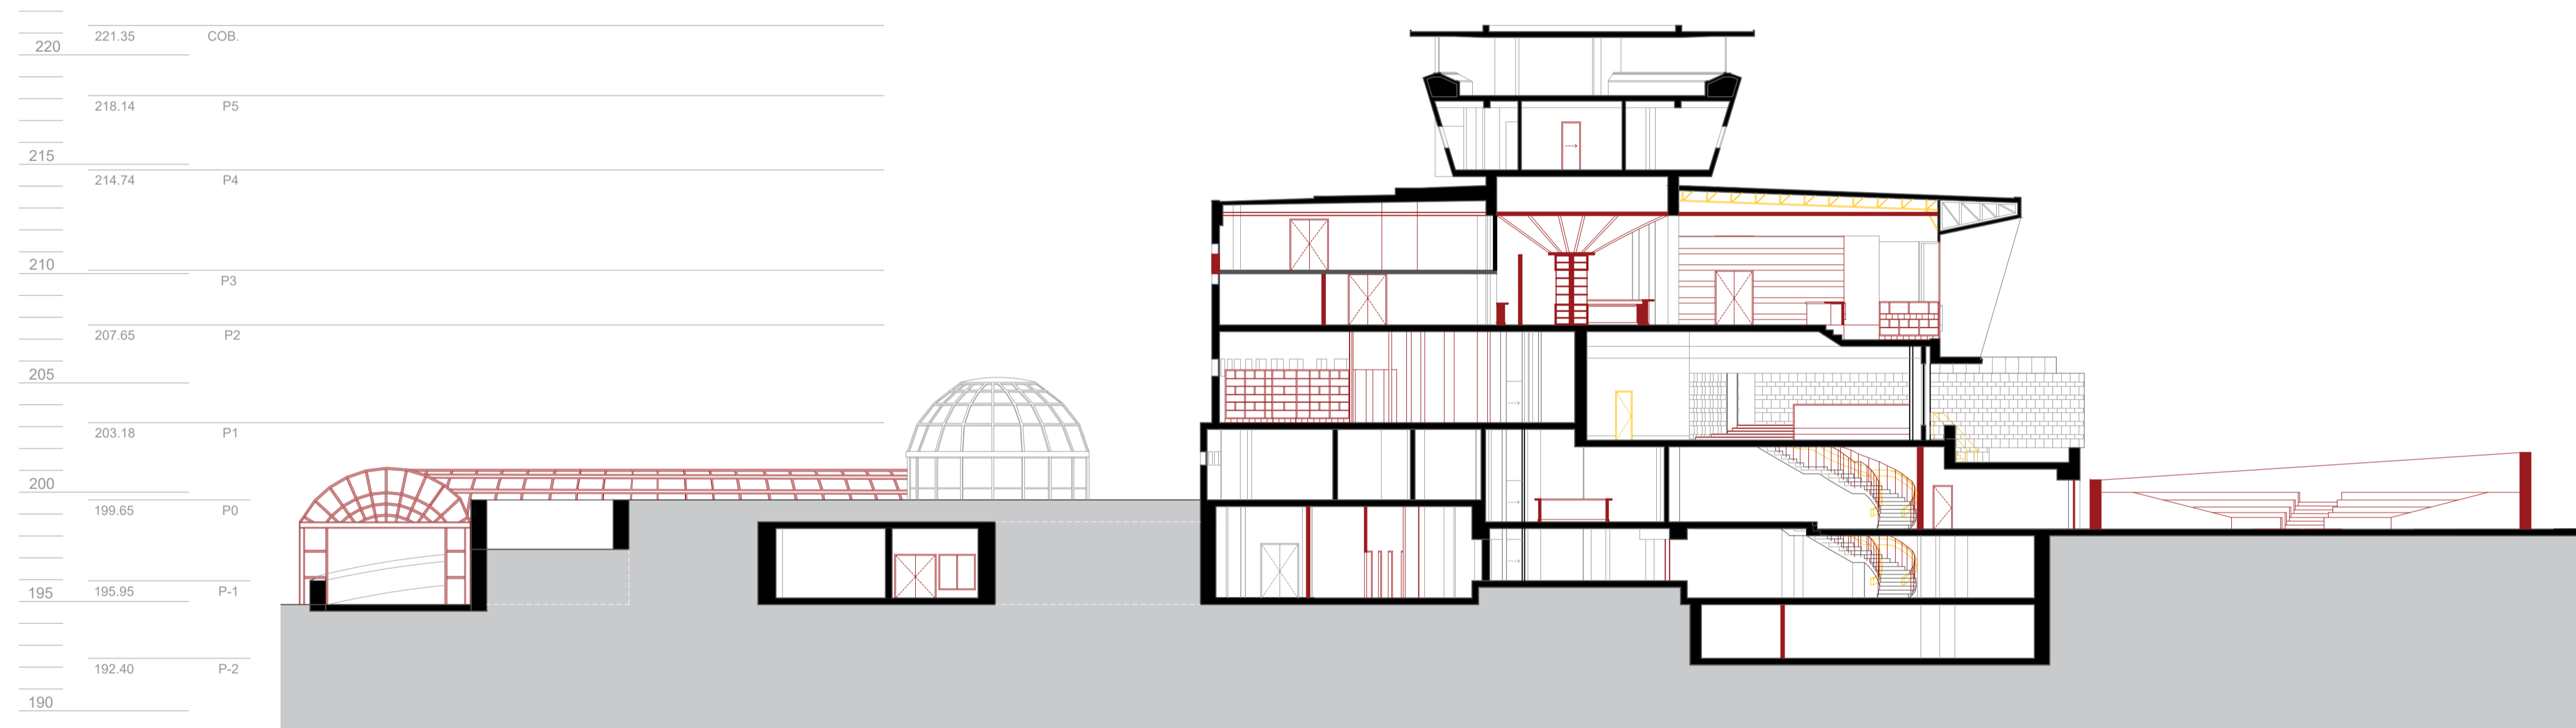 221.35 COB.
220
218.14 P5
215
214.74 P4
210
P3
207.65 P2
205
203.18 P1
200
199.65 P0
195 195.95 P-1
192.40 P-2
190